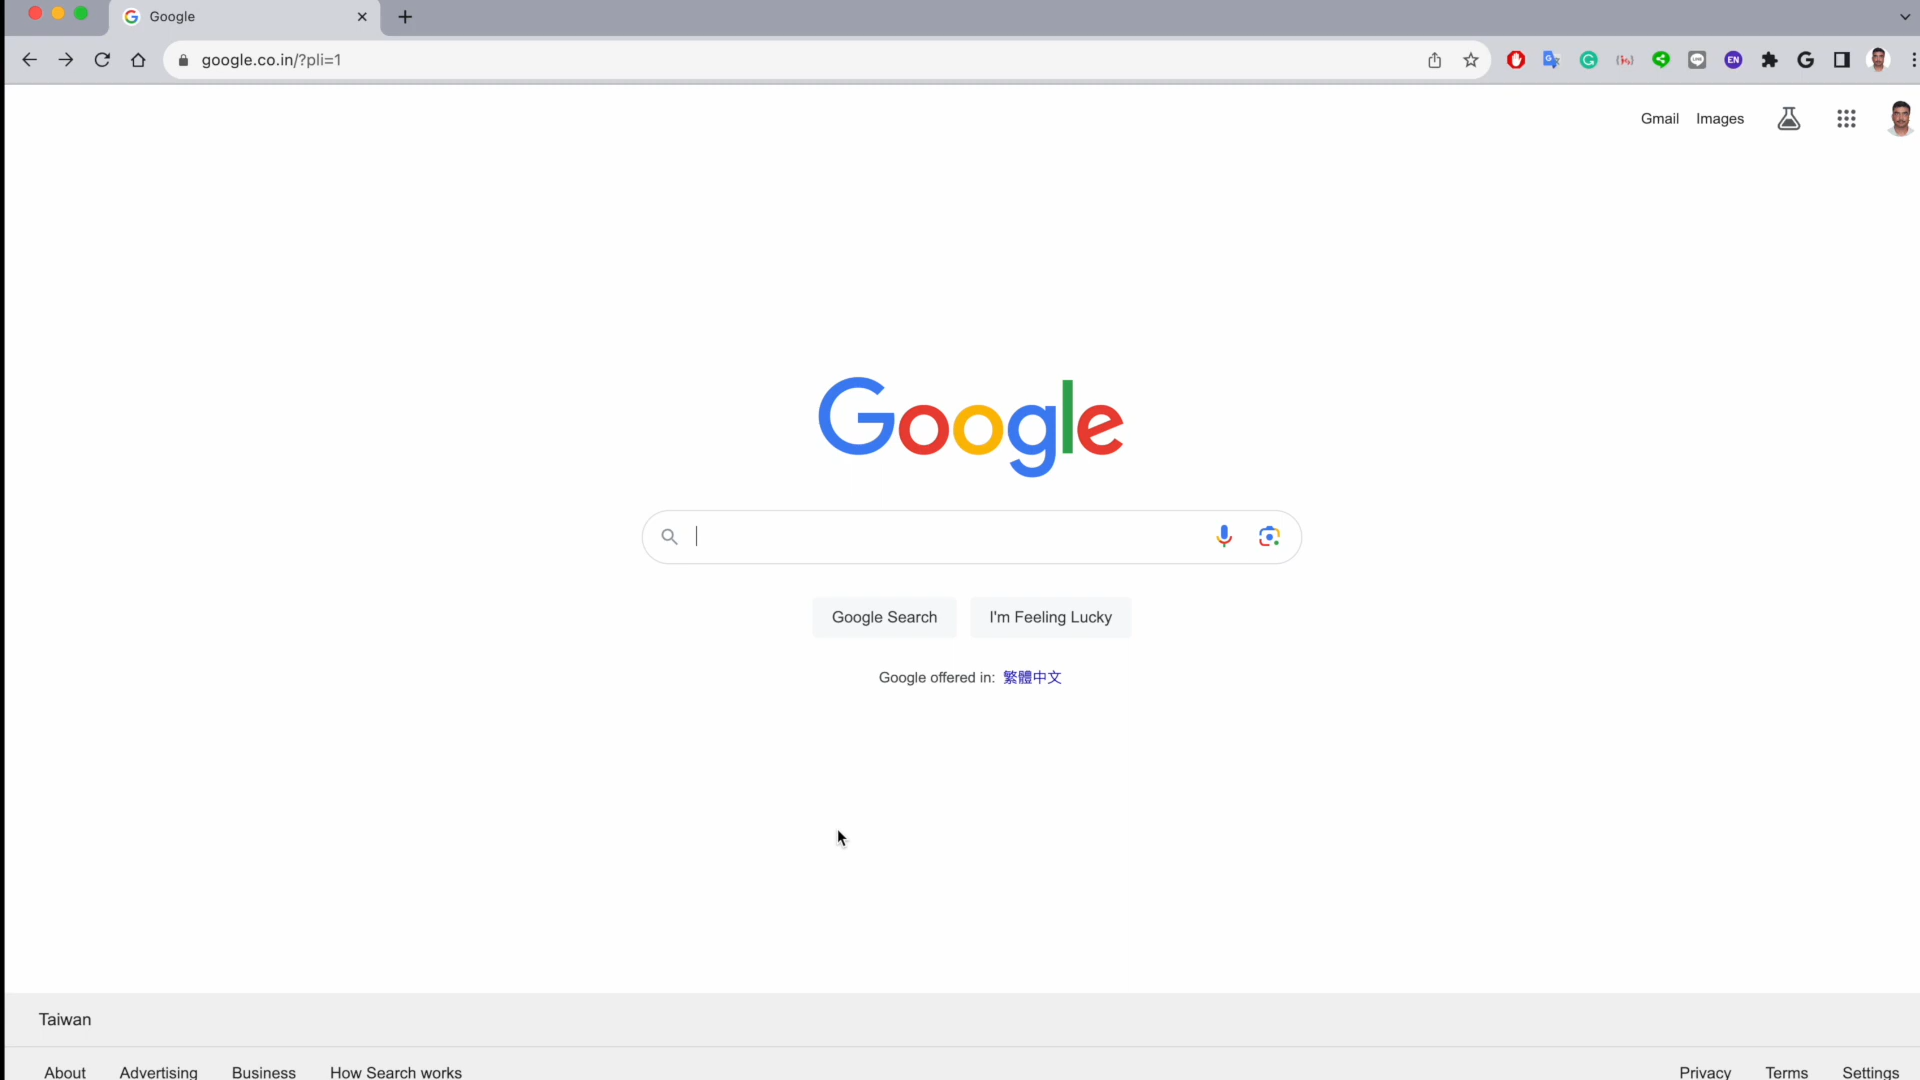 Google
google.co.in/?pli=1
EN
Gmail Images
Google
Google Search I'm Feeling Lucky
Google offered in: 繁體中文
Taiwan
About Advertising Business How Search works
Privacy Terms Settings